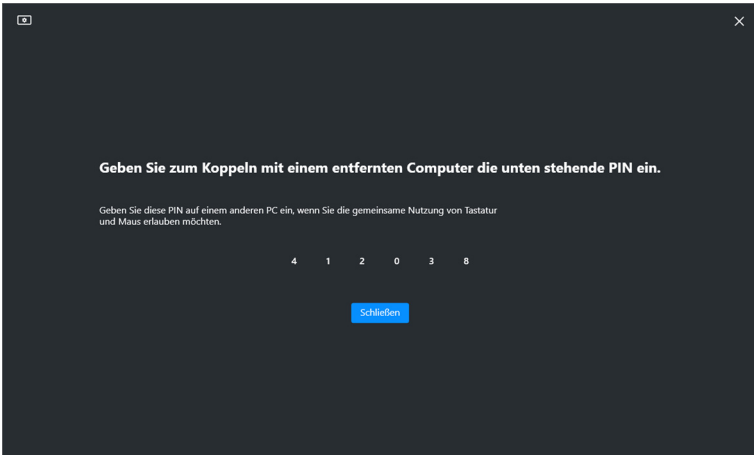 Geben Sie zum Koppeln mit einem entfernten Computer die unten stehende PIN ein.
Geben Sie diese PIN auf einem anderen PC ein, wenn Sie die gemeinsame Nutzung von Tastatur
und Maus erlauben möchten.
4 1 2 0 3 8
Schließen